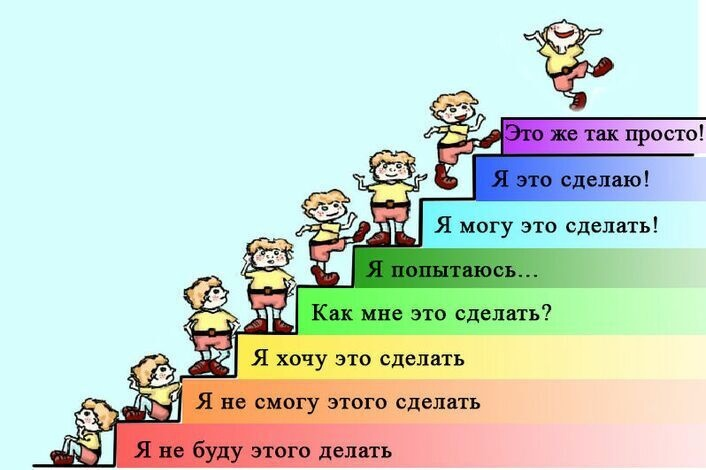 Это же так просто!
Я это сделаю!
Я могу это сделать!
Я попытаюсь...
Как мне это сделать?
Я хочу это сделать
Я не смогу этого сделать
Я не буду этого делать